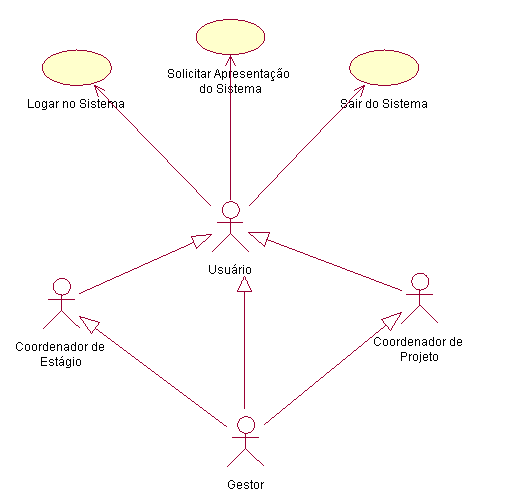 Logar no Sistema
Solicitar Apresentação
do Sistema
Sair do Sistema
Usuário
Coordenador de
Estágio
Coordenador de
Projeto
Gestor